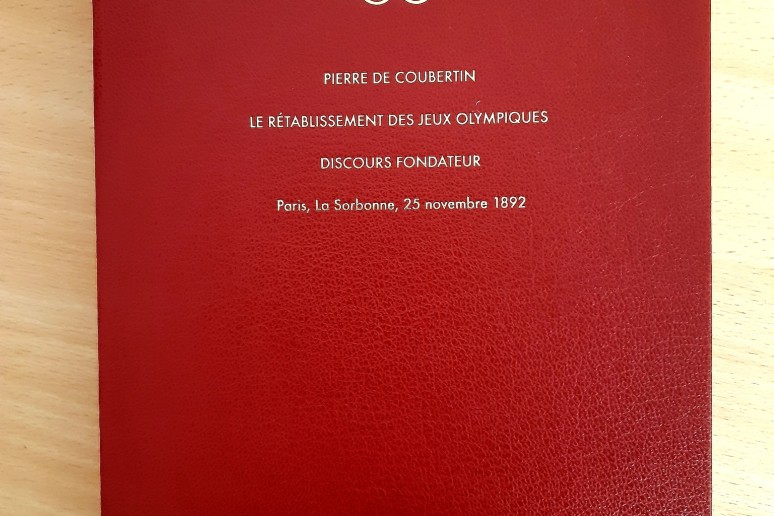 PIERRE DE COUBERTIN
LE RÉTABLISSEMENT DES JEUX OLYMPIQUES
DISCOURS FONDATEUR
Paris, La Sorbonne, 25 novembre 1892